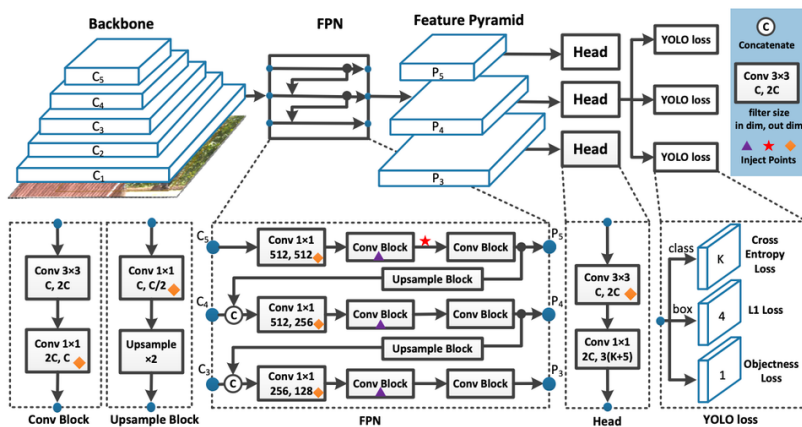 Backbone
FPN
Feature Pyramid
C5
C4
C3
C2
C1
P5
P4
P3
Head
Head
Head
YOLO loss
YOLO loss
YOLO loss
C
Concatenate
Conv 3×3
C, 2C
filter size
in dim, out dim
Inject Points
Conv 3×3
C, 2C
Conv 1×1
2C, C
Conv Block
Conv 1×1
C, C/2
Upsample
×2
Upsample Block
C5
Conv 1×1
512, 512
Conv Block
Conv Block
P5
Upsample Block
C4
C
Conv 1×1
512, 256
Conv Block
Conv Block
P4
Upsample Block
C3
C
Conv 1×1
256, 128
Conv Block
Conv Block
P3
FPN
Conv 3×3
C, 2C
Conv 1×1
2C, 3(K+5)
Head
class
K
Cross
Entropy
Loss
box
4
L1 Loss
1
Objectness
Loss
YOLO loss